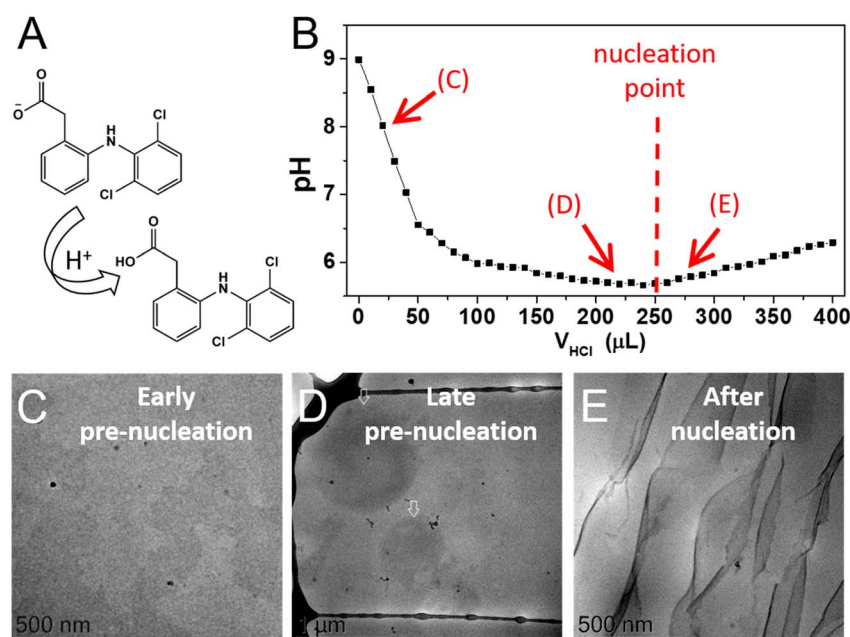 A
O
⁻O
H
N
Cl
Cl
H⁺
O
HO
H
N
Cl
Cl
B
9
8
7
6
pH
(C)
(D)
nucleation
point
(E)
0 50 100 150 200 250 300 350 400
V_HCl (μL)
C
Early
pre-nucleation
500 nm
D
Late
pre-nucleation
1 μm
E
After
nucleation
500 nm